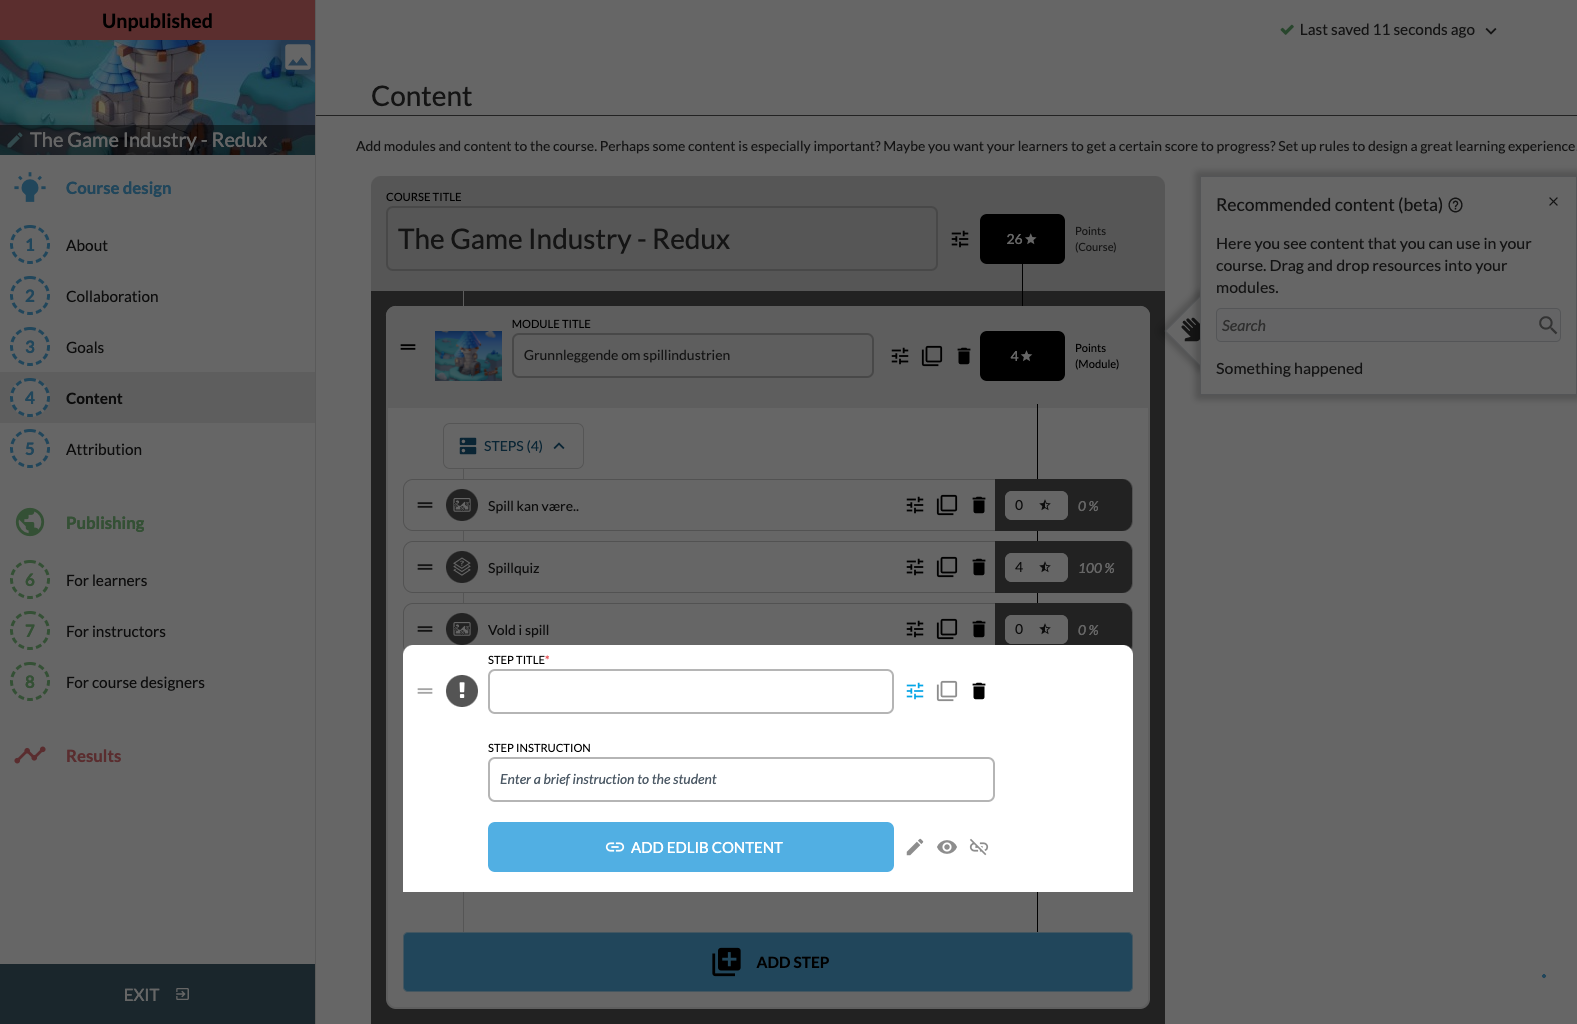 Unpublished
The Game Industry - Redux
Course design
1 About
2 Collaboration
3 Goals
4 Content
5 Attribution
Publishing
6 For learners
7 For instructors
8 For course designers
Results
EXIT
Last saved 11 seconds ago
Content
Add modules and content to the course. Perhaps some content is especially important? Maybe you want your learners to get a certain score to progress? Set up rules to design a great learning experience
COURSE TITLE
The Game Industry - Redux
26
Points
(Course)
MODULE TITLE
Grunnleggende om spillindustrien
4
Points
(Module)
STEPS (4)
Spill kan være..
0
0 %
Spillquiz
4
100 %
Vold i spill
0
0 %
STEP TITLE*
STEP INSTRUCTION
Enter a brief instruction to the student
ADD EDLIB CONTENT
ADD STEP
Recommended content (beta)
Here you see content that you can use in your
course. Drag and drop resources into your
modules.
Search
Something happened